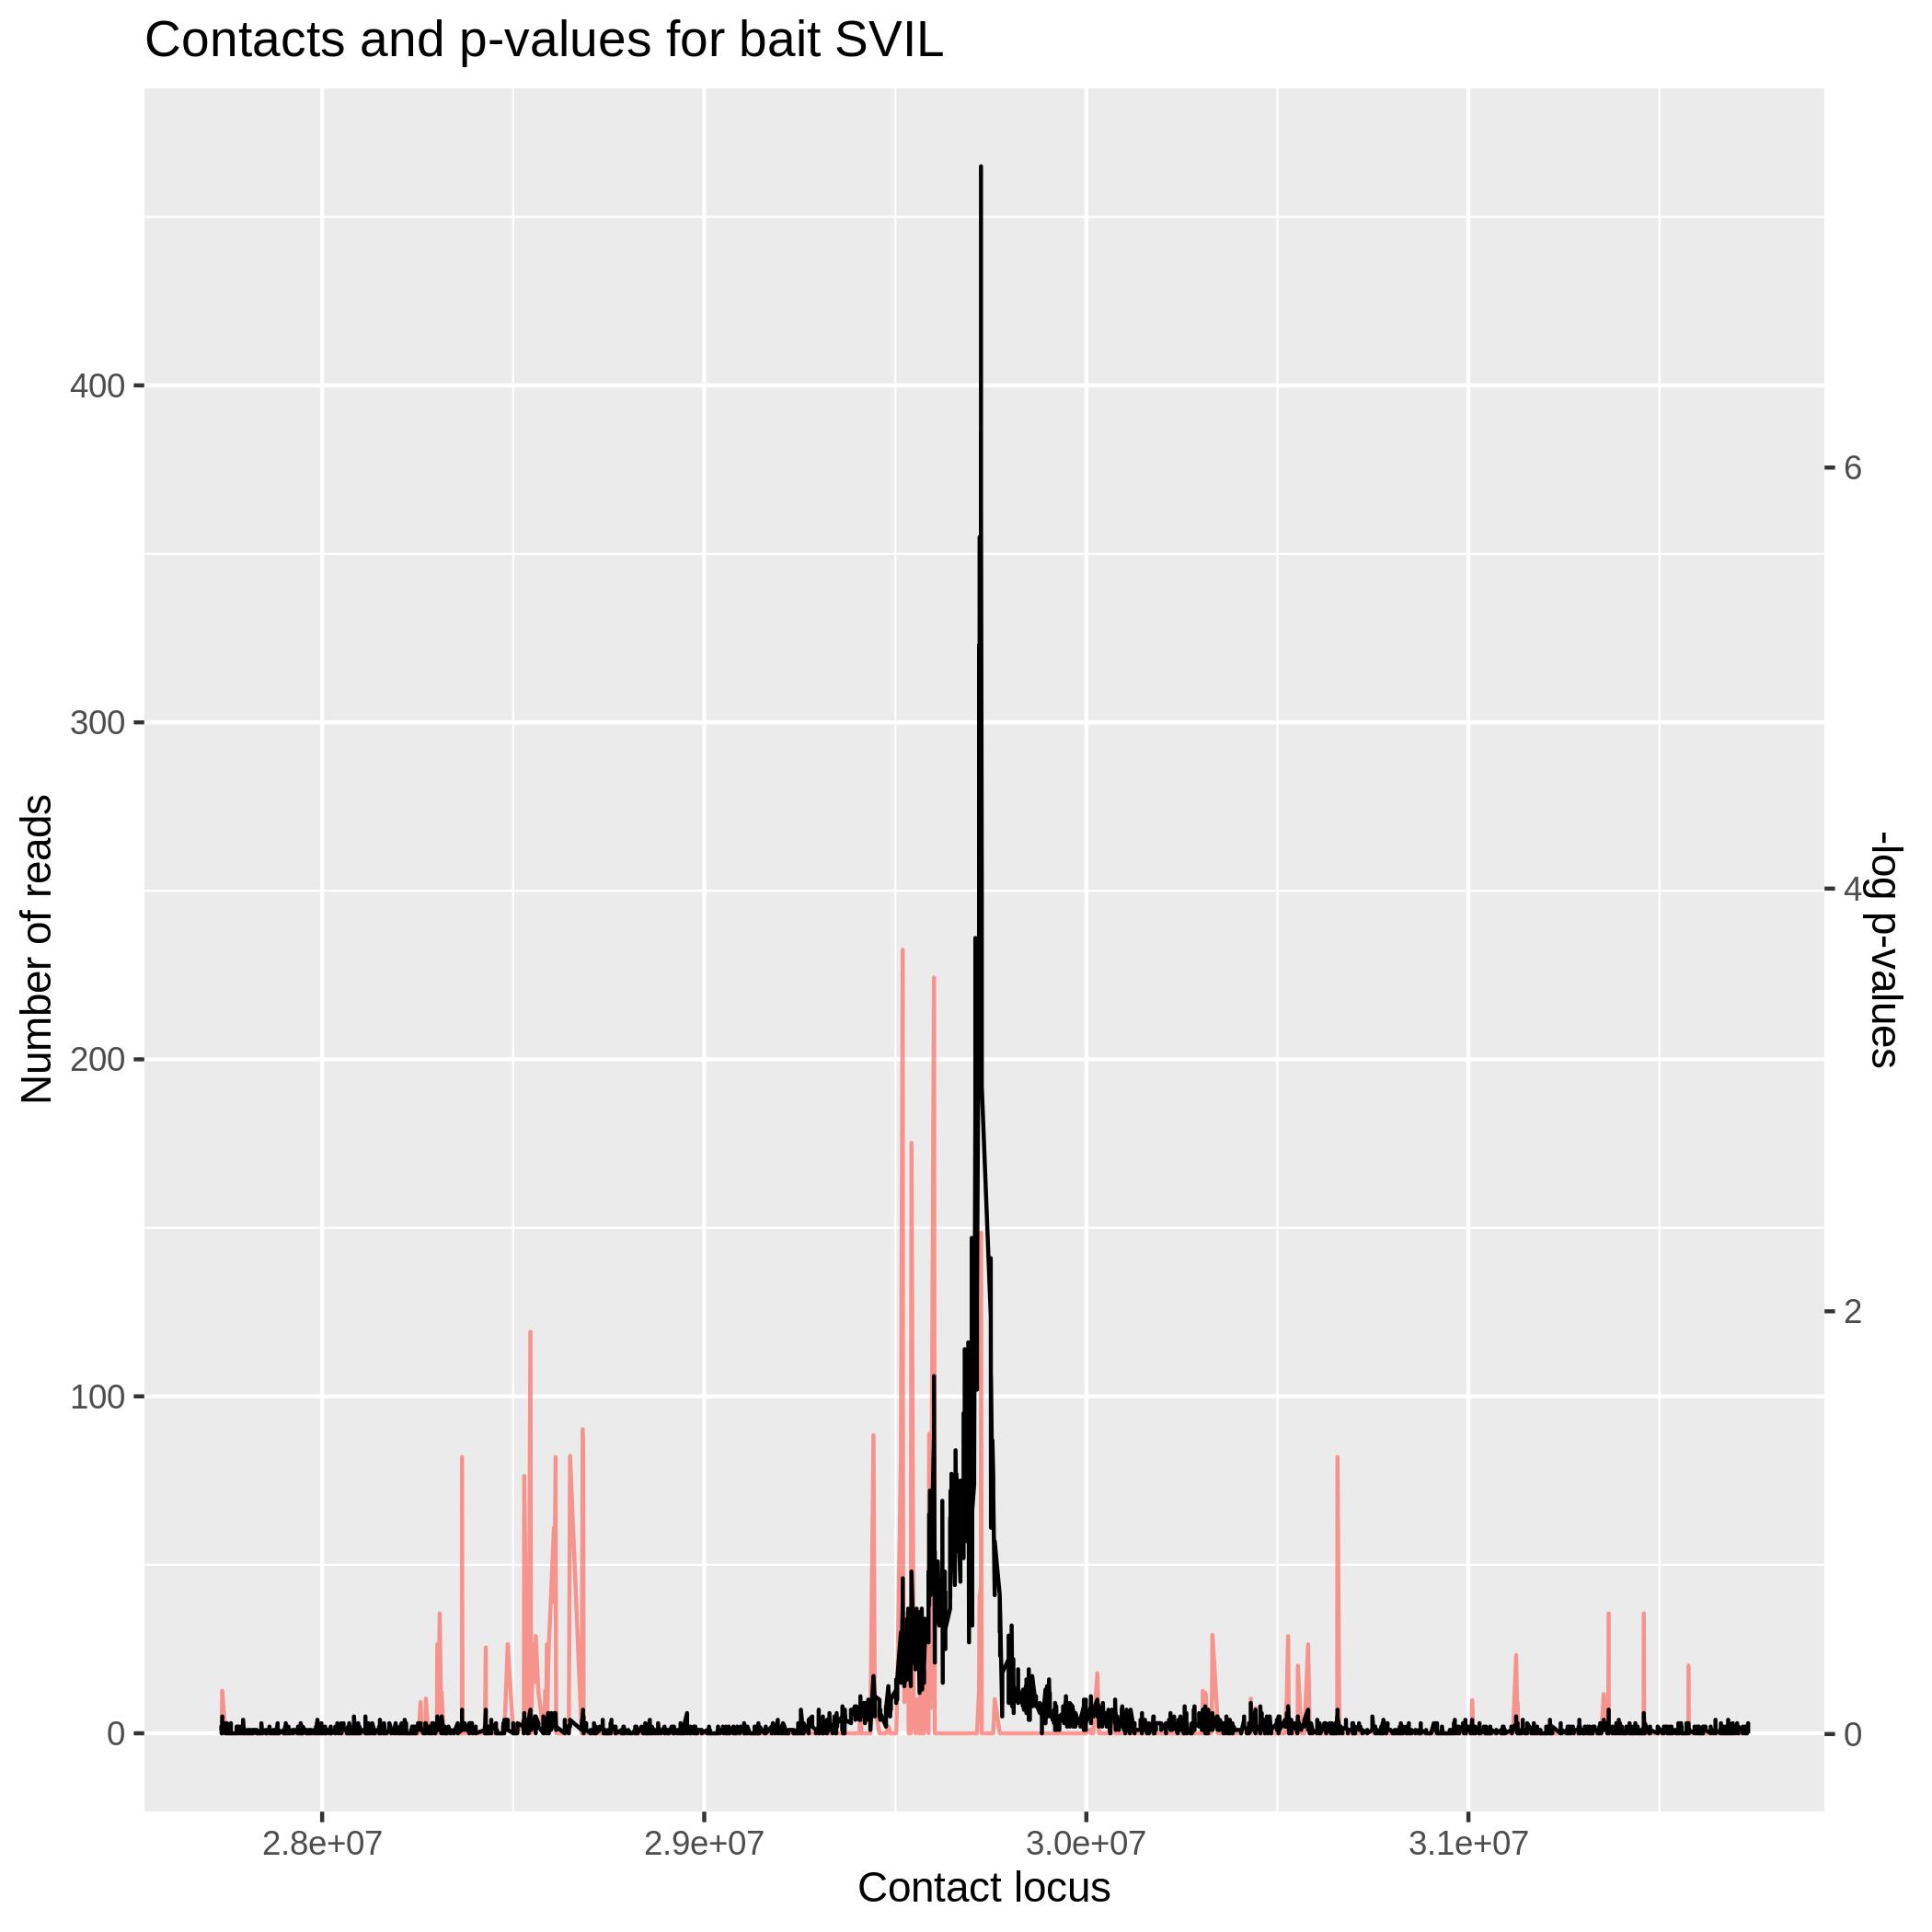 Contacts and p-values for bait SVIL
Number of reads
400
300
200
100
0
6
4
2
0
-log p-values
2.8e+07 2.9e+07 3.0e+07 3.1e+07
Contact locus